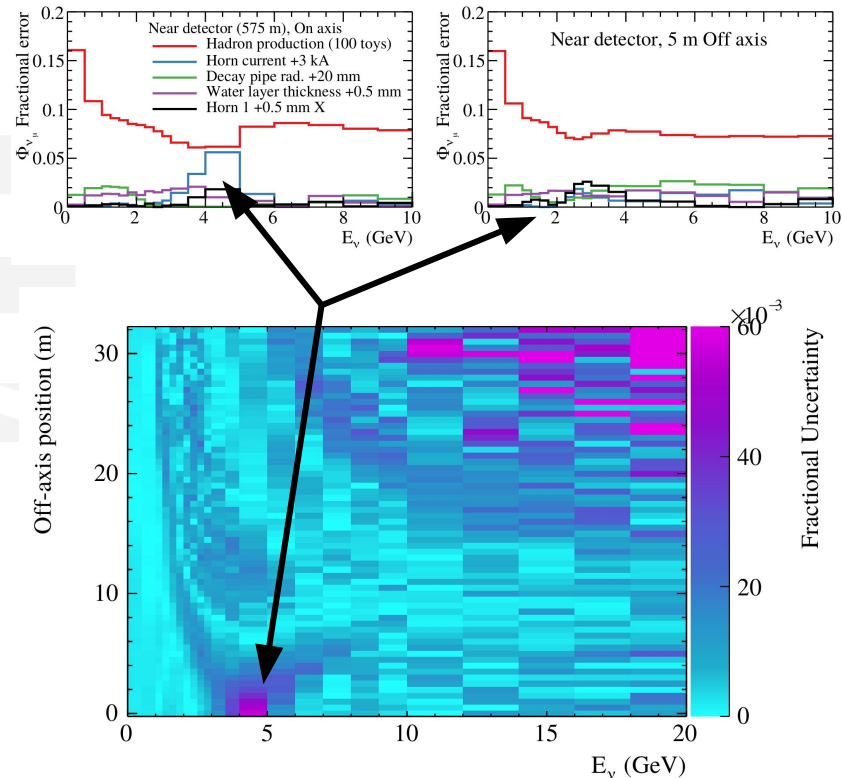 Near detector (575 m), On axis
Hadron production (100 toys)
Horn current +3 kA
Decay pipe rad. +20 mm
Water layer thickness +0.5 mm
Horn 1 +0.5 mm X
Φνμ Fractional error
0.2
0.15
0.1
0.05
0
0 2 4 6 8 10
Eν (GeV)
Near detector, 5 m Off axis
Φνμ Fractional error
0.2
0.15
0.1
0.05
0
0 2 4 6 8 10
Eν (GeV)
Off-axis position (m)
30
20
10
0
0 5 10 15 20
Eν (GeV)
×10⁻³
60
40
20
0
Fractional Uncertainty